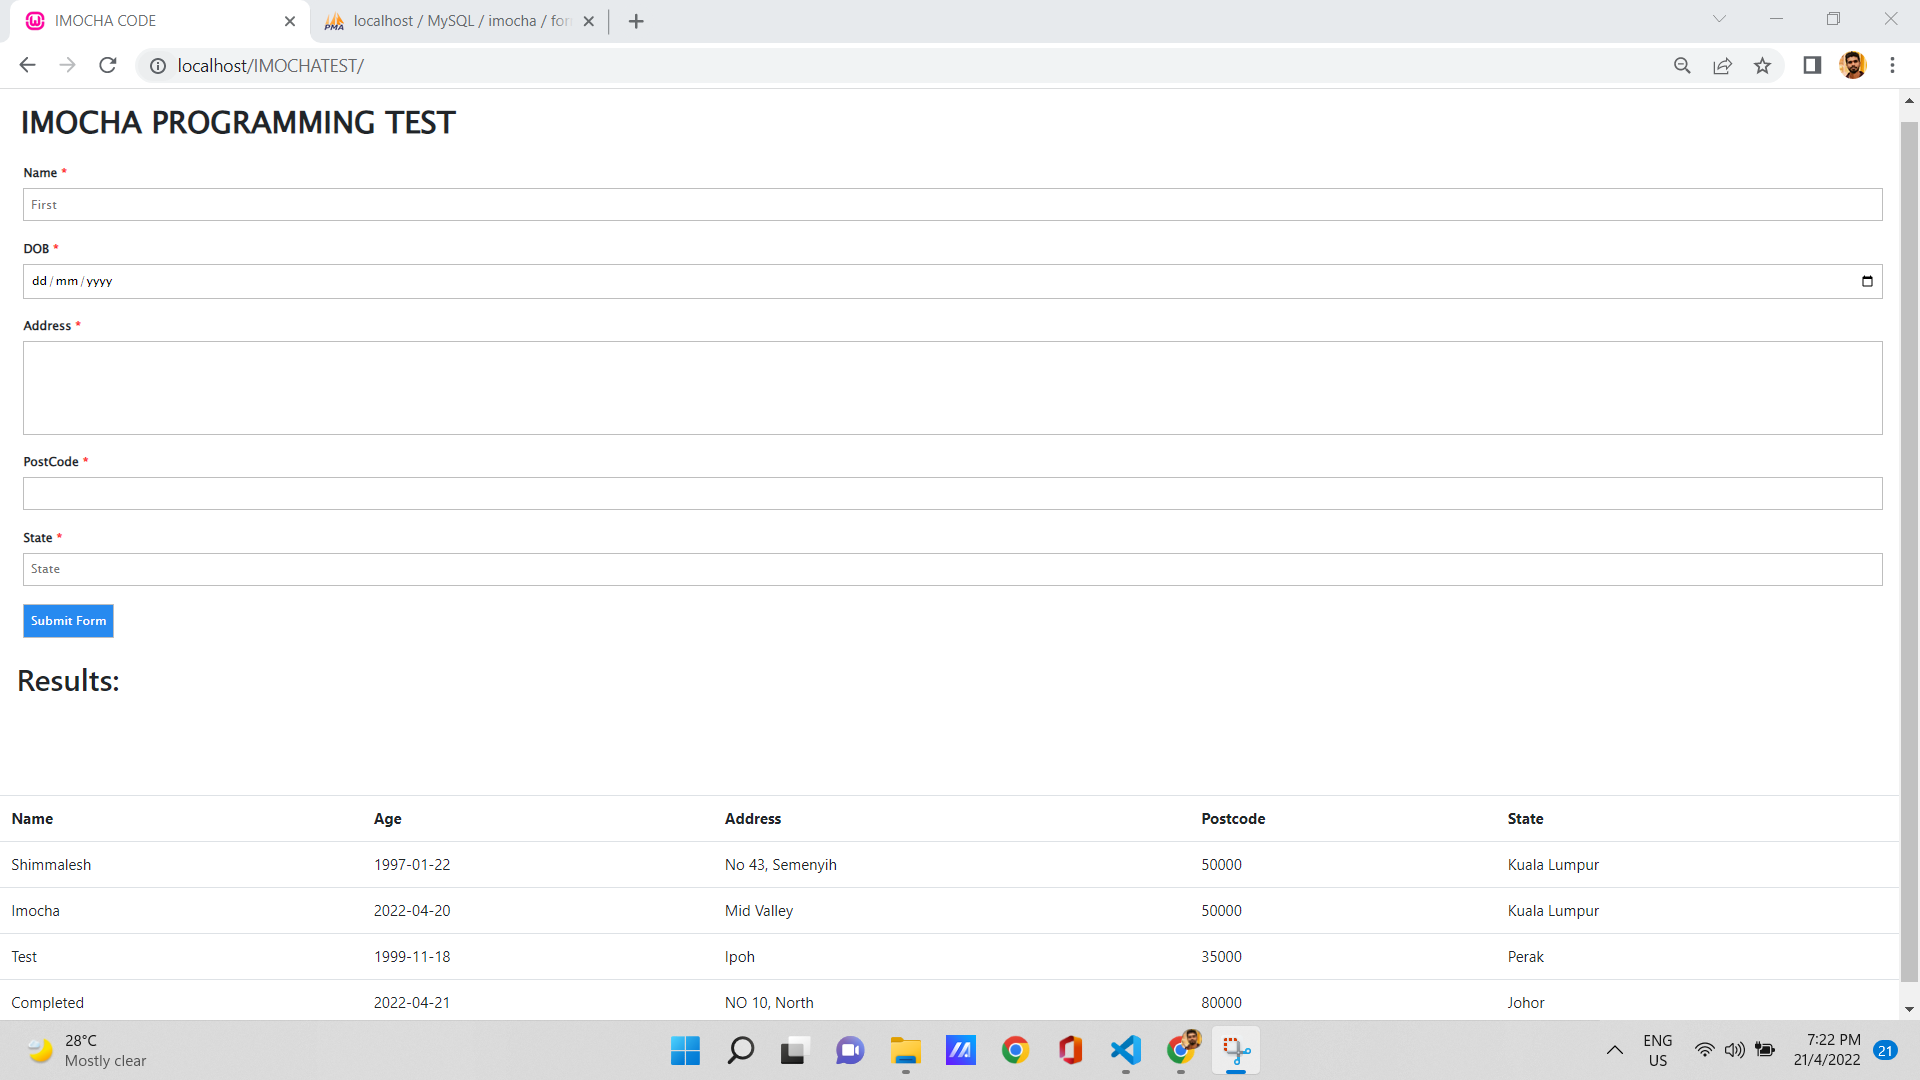 IMOCHA CODE
localhost / MySQL / imocha / for
localhost/IMOCHATEST/
IMOCHA PROGRAMMING TEST
Name *
First
DOB *
dd/mm/yyyy
Address *
PostCode *
State *
State
Submit Form
Results:
Name Age Address Postcode State
Shimmalesh 1997-01-22 No 43, Semenyih 50000 Kuala Lumpur
Imocha 2022-04-20 Mid Valley 50000 Kuala Lumpur
Test 1999-11-18 Ipoh 35000 Perak
Completed 2022-04-21 NO 10, North 80000 Johor
28°C
Mostly clear
ENG
US
7:22 PM
21/4/2022
21
PMA